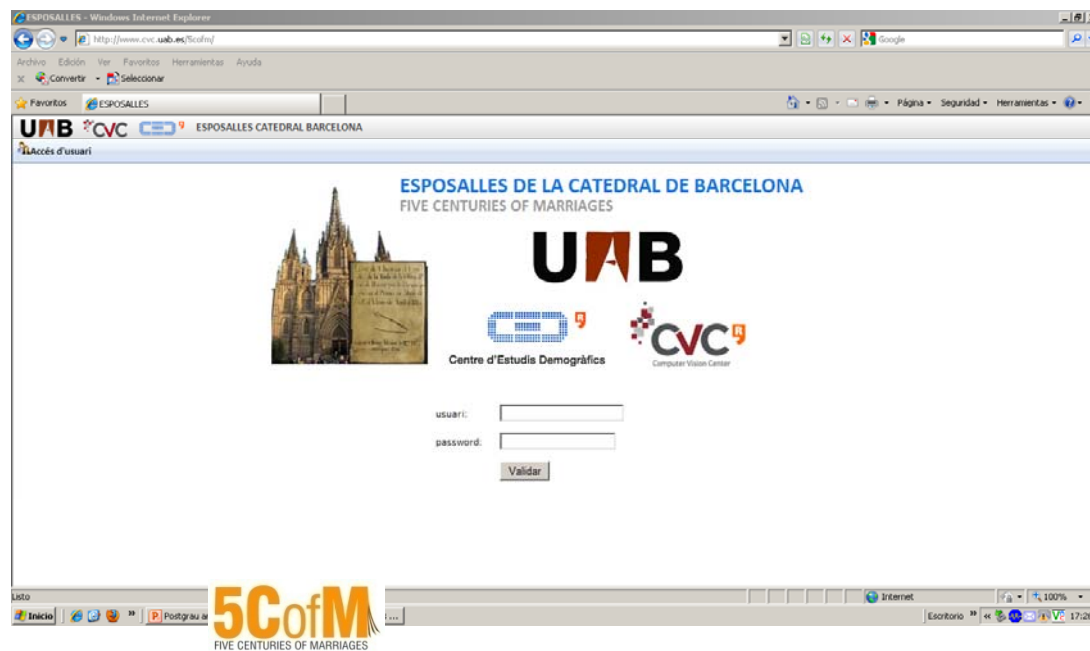 ESPOSALLES - Windows Internet Explorer
http://www.cvc.uab.es/5cofm/
Google
Archivo Edición Ver Favoritos Herramientas Ayuda
x Convertir Seleccionar
Favoritos ESPOSALLES
Página Seguridad Herramientas
UAB CVC CED ESPOSALLES CATEDRAL BARCELONA
Accés d'usuari
ESPOSALLES DE LA CATEDRAL DE BARCELONA
FIVE CENTURIES OF MARRIAGES
UAB
CED
Centre d'Estudis Demogràfics
CVC
Computer Vision Center
usuari:
password:
Validar
Listo
Internet
100%
Inicio
Postgrau
...
Escritorio
5CofM
FIVE CENTURIES OF MARRIAGES